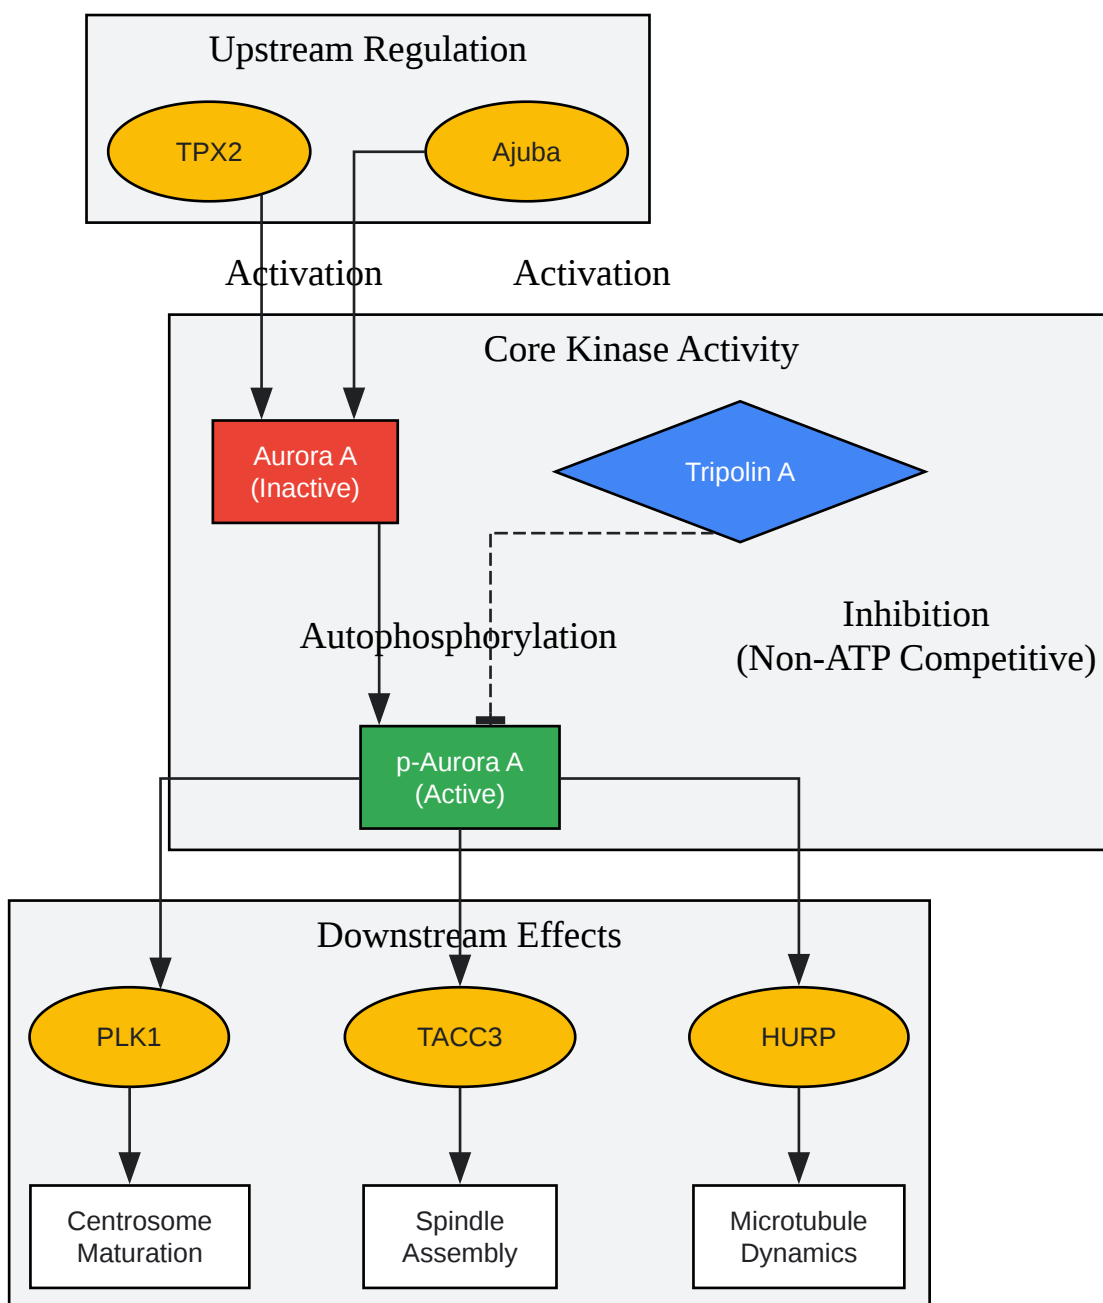 Upstream Regulation
TPX2
Ajuba
Activation
Activation
Core Kinase Activity
Aurora A
(Inactive)
Tripolin A
Autophosphorylation
Inhibition
(Non-ATP Competitive)
p-Aurora A
(Active)
Downstream Effects
PLK1
TACC3
HURP
Centrosome
Maturation
Spindle
Assembly
Microtubule
Dynamics